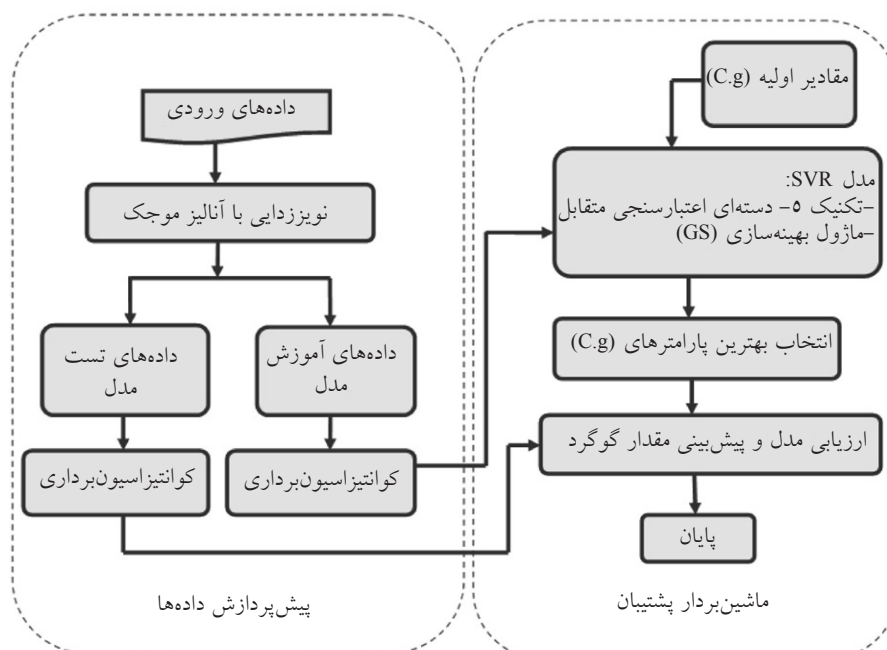 مقادیر اولیه (C.g)
داده‌های ورودی
مدل SVR:
-تکنیک ۵- دسته‌ای اعتبارسنجی متقابل
-ماژول بهینه‌سازی (GS)
نویززدایی با آنالیز موجک
انتخاب بهترین پارامترهای (C.g)
داده‌های آموزش
مدل
داده‌های تست
مدل
ارزیابی مدل و پیش‌بینی مقدار گوگرد
کوانتیزاسیون‌برداری
کوانتیزاسیون‌برداری
پایان
ماشین‌بردار پشتیبان
پیش‌پردازش داده‌ها